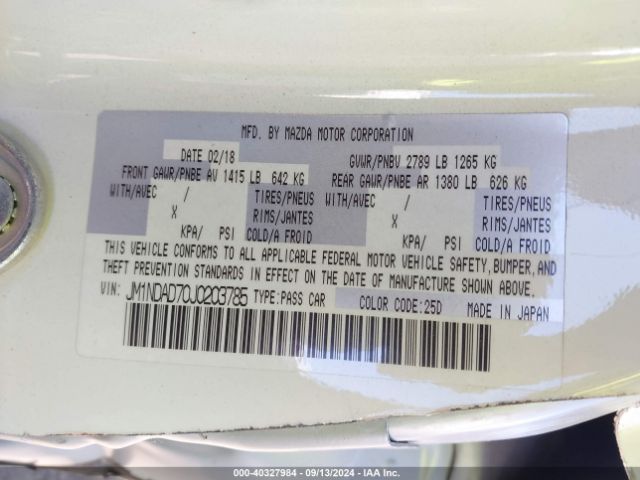 MFD. BY MAZDA MOTOR CORPORATION
DATE 02/18 GVWR/PNBV 2789 LB 1265 KG
FRONT GAWR/PNBE AV 1415 LB 642 KG REAR GAWR/PNBE AR 1380 LB 626 KG
WITH/AVEC / TIRES/PNEUS WITH/AVEC / TIRES/PNEUS
X RIMS/JANTES X RIMS/JANTES
KPA/ PSI COLD/A FROID KPA/ PSI COLD/A FROID
THIS VEHICLE CONFORMS TO ALL APPLICABLE FEDERAL MOTOR VEHICLE SAFETY, BUMPER, AND
THEFT PREVENTION STANDARDS IN EFFECT ON THE DATE OF MANUFACTURE SHOWN ABOVE.
VIN: JM1NDAD70J0203785 TYPE:PASS CAR COLOR CODE:25D MADE IN JAPAN
000-40327984 | 09/13/2024 | IAA Inc.